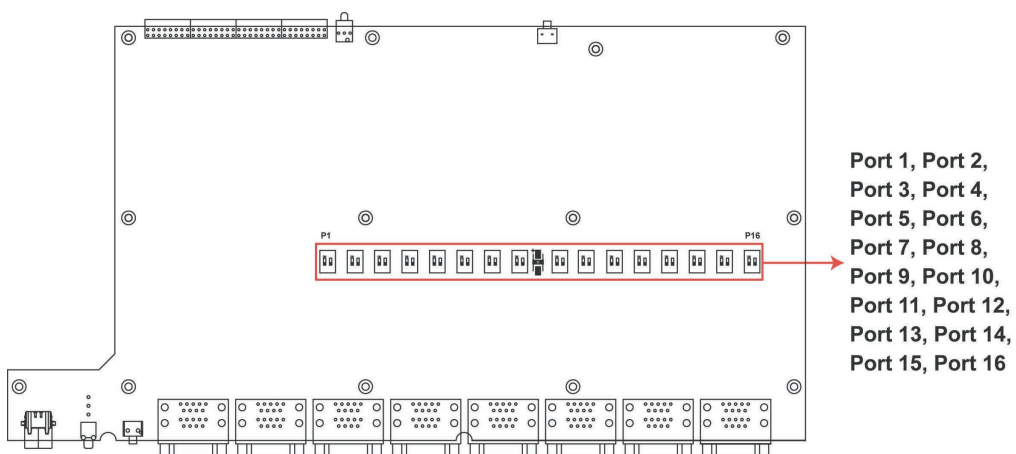 P1
P16
Port 1, Port 2,
Port 3, Port 4,
Port 5, Port 6,
Port 7, Port 8,
Port 9, Port 10,
Port 11, Port 12,
Port 13, Port 14,
Port 15, Port 16